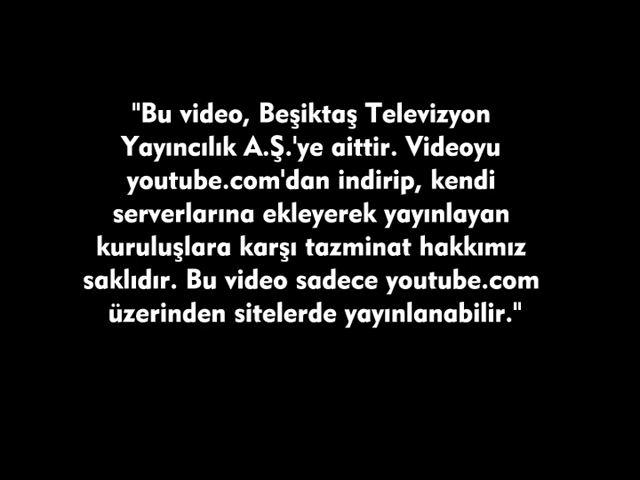 "Bu video, Beşiktaş Televizyon
Yayıncılık A.Ş.'ye aittir. Videoyu
youtube.com'dan indirip, kendi
serverlarına ekleyerek yayınlayan
kuruluşlara karşı tazminat hakkımız
saklıdır. Bu video sadece youtube.com
üzerinden sitelerde yayınlanabilir."